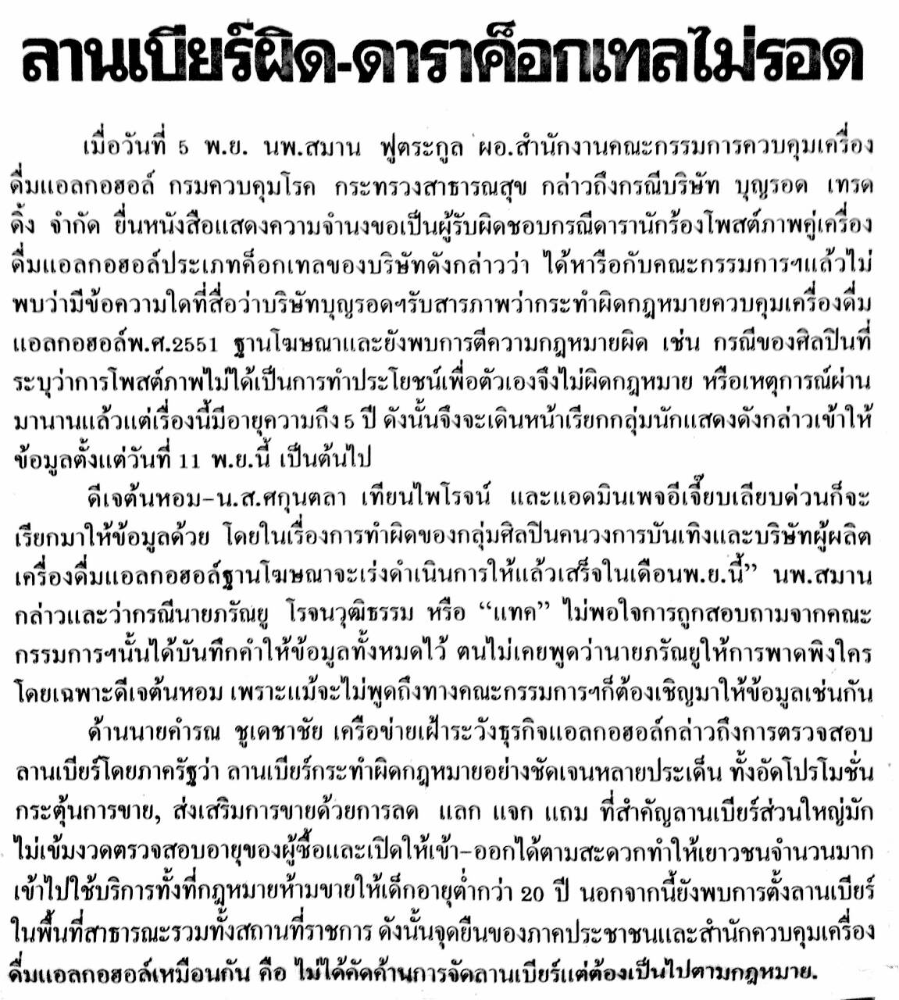 ลานเบียร์ผิด-ดาราค็อกเทลไม่รอด
เมื่อวันที่ 5 พ.ย. นพ.สมาน ฟูตระกูล ผอ.สำนักงานคณะกรรมการควบคุมเครื่อง
ดื่มแอลกอฮอล์ กรมควบคุมโรค กระทรวงสาธารณสุข กล่าวถึงกรณีบริษัท บุญรอด เทรด
ดิ้ง จำกัด ยื่นหนังสือแสดงความจำนงขอเป็นผู้รับผิดชอบกรณีดารานักร้องโพสต์ภาพคู่เครื่อง
ดื่มแอลกอฮอล์ประเภทค็อกเทลของบริษัทดังกล่าวว่า ได้หารือกับคณะกรรมการฯแล้วไม่
พบว่ามีข้อความใดที่สื่อว่าบริษัทบุญรอดฯรับสารภาพว่ากระทำผิดกฎหมายควบคุมเครื่องดื่ม
แอลกอฮอล์พ.ศ.2551 ฐานโฆษณาและยังพบการตีความกฎหมายผิด เช่น กรณีของศิลปินที่
ระบุว่าการโพสต์ภาพไม่ได้เป็นการทำประโยชน์เพื่อตัวเองจึงไม่ผิดกฎหมาย หรือเหตุการณ์ผ่าน
มานานแล้วแต่เรื่องนี้มีอายุความถึง 5 ปี ดังนั้นจึงจะเดินหน้าเรียกกลุ่มนักแสดงดังกล่าวเข้าให้
ข้อมูลตั้งแต่วันที่ 11 พ.ย.นี้ เป็นต้นไป
ดีเจต้นหอม-น.ส.ศกุนตลา เทียนไพโรจน์ และแอดมินเพจอีเจี๊ยบเลียบด่วนก็จะ
เรียกมาให้ข้อมูลด้วย โดยในเรื่องการทำผิดของกลุ่มศิลปินคนวงการบันเทิงและบริษัทผู้ผลิต
เครื่องดื่มแอลกอฮอล์ฐานโฆษณาจะเร่งดำเนินการให้แล้วเสร็จในเดือนพ.ย.นี้” นพ.สมาน
กล่าวและว่ากรณีนายภรัณยู โรจนวุฒิธรรม หรือ “แทค” ไม่พอใจการถูกสอบถามจากคณะ
กรรมการฯนั้นได้บันทึกคำให้ข้อมูลทั้งหมดไว้ ตนไม่เคยพูดว่านายภรัณยูให้การพาดพิงใคร
โดยเฉพาะดีเจต้นหอม เพราะแม้จะไม่พูดถึงทางคณะกรรมการฯก็ต้องเชิญมาให้ข้อมูลเช่นกัน
ด้านนายคำรณ ชูเดชาชัย เครือข่ายเฝ้าระวังธุรกิจแอลกอฮอล์กล่าวถึงการตรวจสอบ
ลานเบียร์โดยภาครัฐว่า ลานเบียร์กระทำผิดกฎหมายอย่างชัดเจนหลายประเด็น ทั้งอัดโปรโมชั่น
กระตุ้นการขาย, ส่งเสริมการขายด้วยการลด แลก แจก แถม ที่สำคัญลานเบียร์ส่วนใหญ่มัก
ไม่เข้มงวดตรวจสอบอายุของผู้ซื้อและเปิดให้เข้า-ออกได้ตามสะดวกทำให้เยาวชนจำนวนมาก
เข้าไปใช้บริการทั้งที่กฎหมายห้ามขายให้เด็กอายุต่ำกว่า 20 ปี นอกจากนี้ยังพบการตั้งลานเบียร์
ในพื้นที่สาธารณะรวมทั้งสถานที่ราชการ ดังนั้นจุดยืนของภาคประชาชนและสำนักควบคุมเครื่อง
ดื่มแอลกอฮอล์เหมือนกัน คือ ไม่ได้คัดค้านการจัดลานเบียร์แต่ต้องเป็นไปตามกฎหมาย.